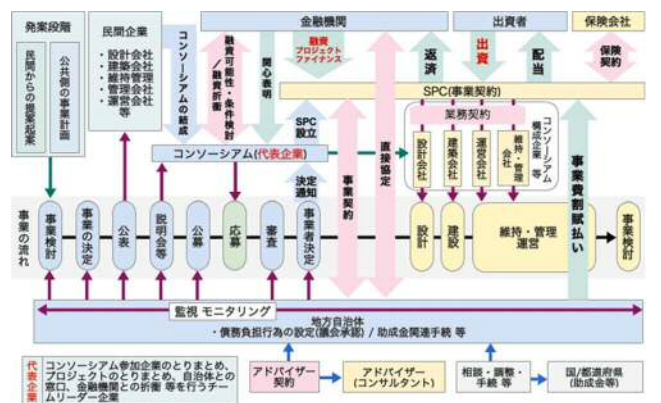 発案段階
民間からの提案起案
公共側の事業計画
民間企業
・設計会社
・建築会社
・維持管理
・管理会社
・運営会社
等
コンソーシアムの結成
融資可能性・条件検討
／融資折衝
関心表明
金融機関
融資
プロジェクト
ファイナンス
返済
出資者
出資
配当
保険会社
保険
契約
SPC(事業契約)
SPC
設立
業務契約
設計会社
建築会社
運営会社
維持・管理
会社
コンソーシアム
構成企業 等
コンソーシアム(代表企業)
決定
通知
事業契約
直接協定
事業費割賦払い
事業の流れ
事業検討
事業の決定
公表
説明会等
公募
応募
審査
事業者決定
設計
建設
維持・管理
運営
事業検討
監視 モニタリング
地方自治体
・債務負担行為の設定(議会承認) / 助成金関連手続 等
代表企業
コンソーシアム参加企業のとりまとめ、
プロジェクトのとりまとめ、自治体との
窓口、金融機関との折衝 等を行うチー
ムリーダー企業
アドバイザー
契約
アドバイザー
(コンサルタント)
相談・調整・
手続 等
国/都道府県
(助成金等)